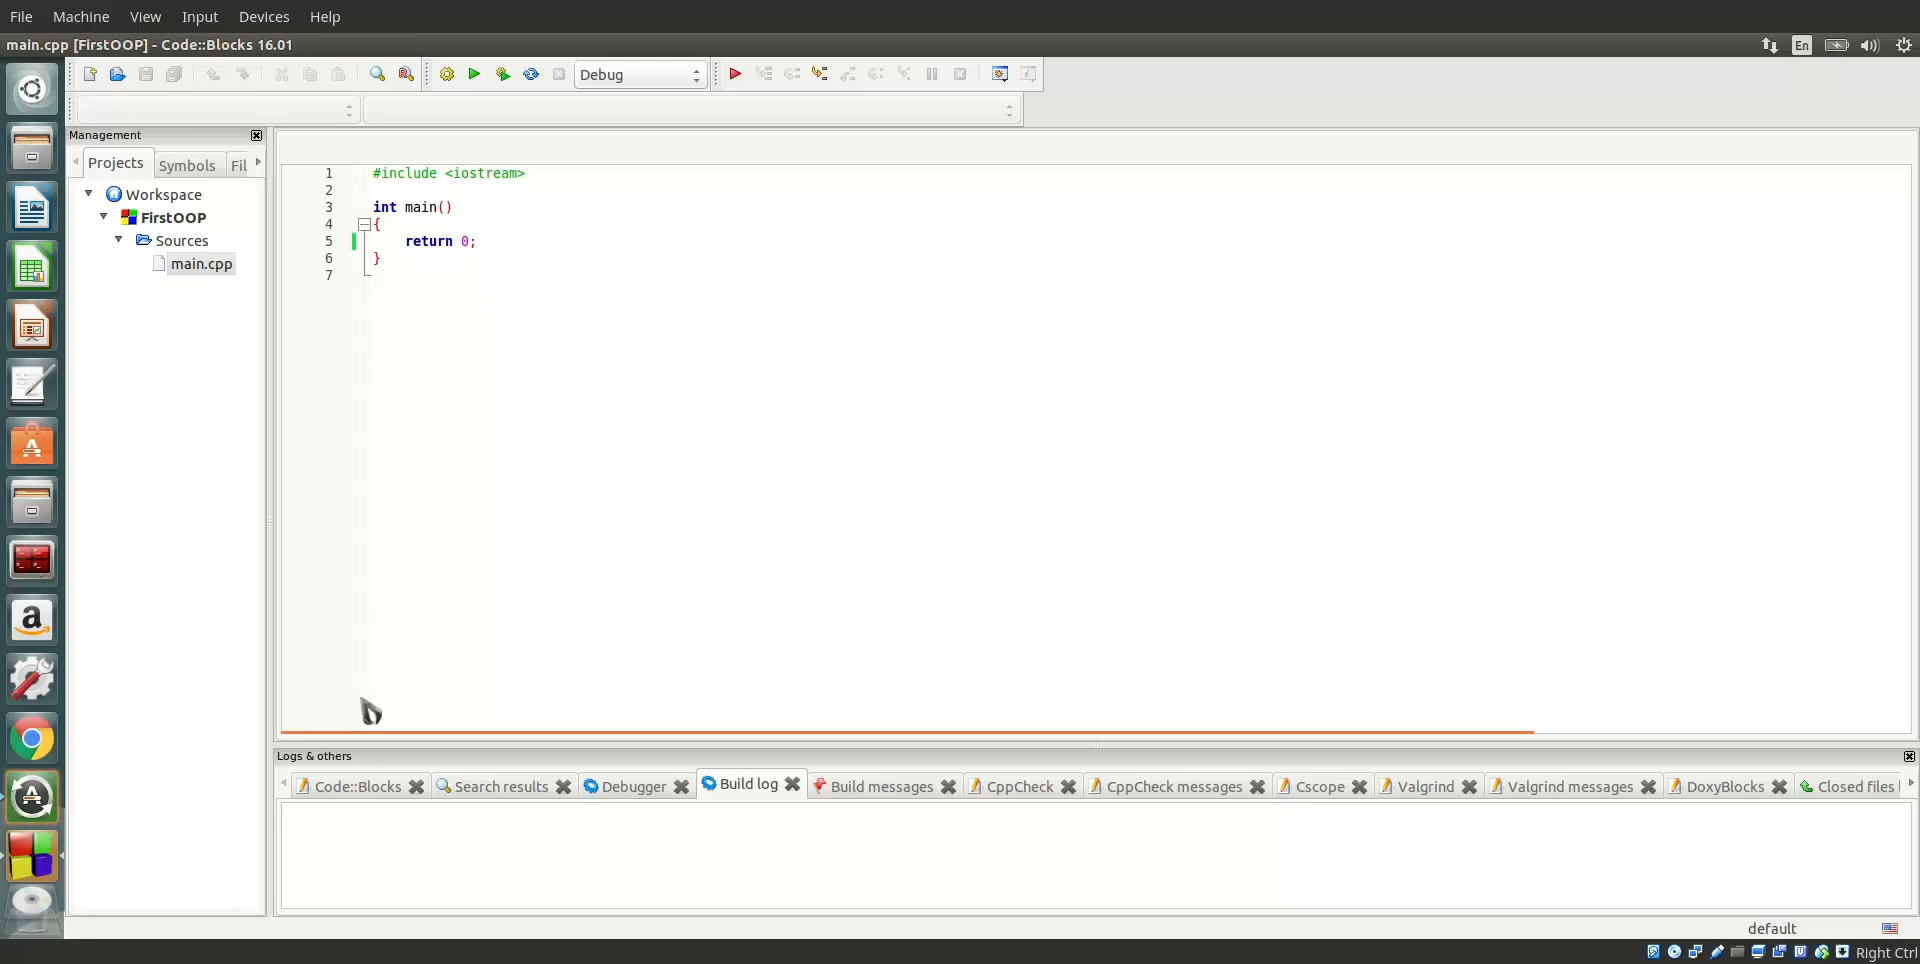 File Machine View Input Devices Help
main.cpp [FirstOOP] - Code::Blocks 16.01
En
Debug
Management
Projects Symbols Fil
Workspace
FirstOOP
Sources
main.cpp
1 #include <iostream>
2
3 int main()
4 {
5 return 0;
6 }
7
Logs & others
Code::Blocks Search results Debugger Build log Build messages CppCheck CppCheck messages Cscope Valgrind Valgrind messages DoxyBlocks Closed files
default
Right Ctrl